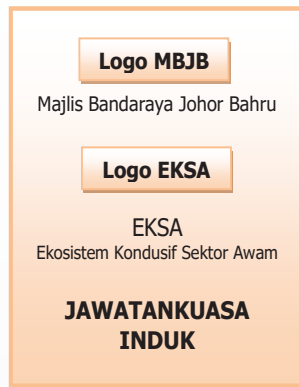 Logo MBJB
Majlis Bandaraya Johor Bahru
Logo EKSA
EKSA
Ekosistem Kondusif Sektor Awam
JAWATANKUASA
INDUK